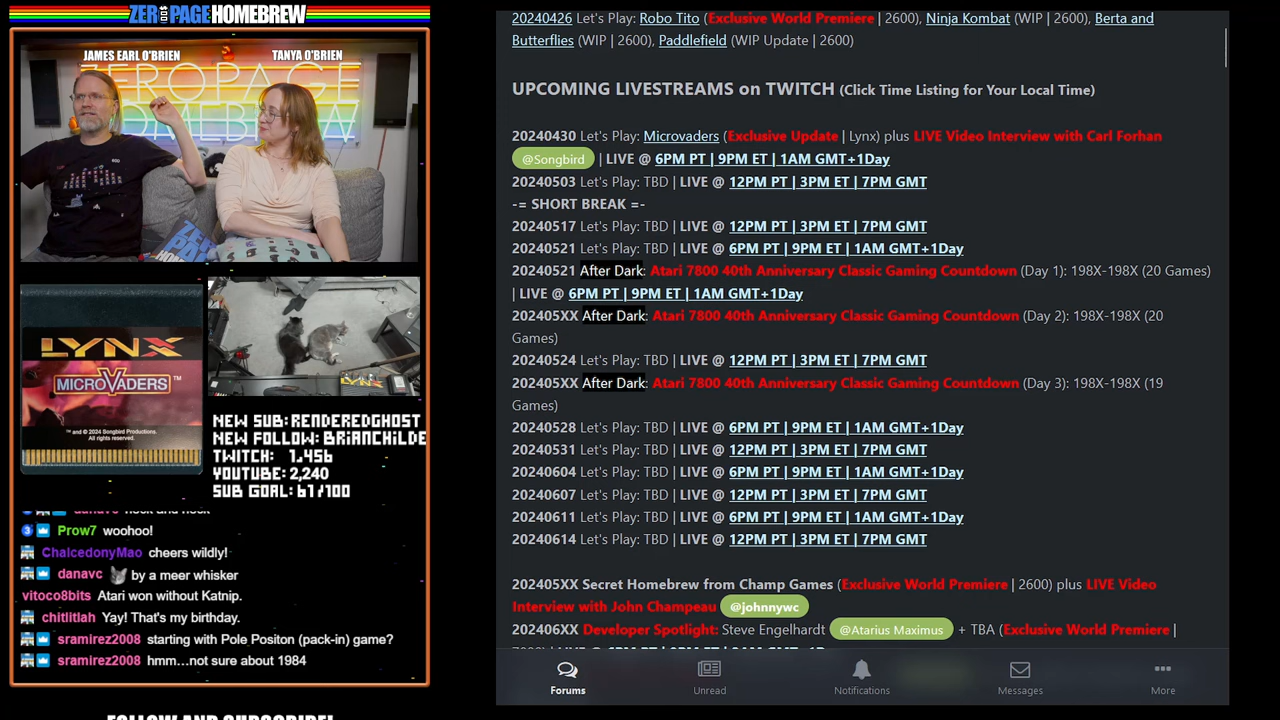 ZERO PAGE HOMEBREW
JAMES EARL O'BRIEN
TANYA O'BRIEN
ZEROPAGE
HOMEBREW
LYNX
MICROVADERS™
™ and © 2024 Songbird Productions.
All rights reserved.
NEW SUB: RENDEREDGHOST
NEW FOLLOW: BRIANCHILDE
TWITCH: 1,456
YOUTUBE: 2,240
SUB GOAL: 67/100
Prow7 woohoo!
ChalcedonyMao cheers wildly!
danavc by a meer whisker
vitoco8bits Atari won without Katnip.
chitlitlah Yay! That's my birthday.
sramirez2008 starting with Pole Positon (pack-in) game?
sramirez2008 hmm…not sure about 1984
FOLLOW AND SUBSCRIBE!
20240426 Let's Play: Robo Tito (Exclusive World Premiere | 2600), Ninja Kombat (WIP | 2600), Berta and
Butterflies (WIP | 2600), Paddlefield (WIP Update | 2600)
UPCOMING LIVESTREAMS on TWITCH (Click Time Listing for Your Local Time)
20240430 Let's Play: Microvaders (Exclusive Update | Lynx) plus LIVE Video Interview with Carl Forhan
@Songbird | LIVE @ 6PM PT | 9PM ET | 1AM GMT+1Day
20240503 Let's Play: TBD | LIVE @ 12PM PT | 3PM ET | 7PM GMT
-= SHORT BREAK =-
20240517 Let's Play: TBD | LIVE @ 12PM PT | 3PM ET | 7PM GMT
20240521 Let's Play: TBD | LIVE @ 6PM PT | 9PM ET | 1AM GMT+1Day
20240521 After Dark: Atari 7800 40th Anniversary Classic Gaming Countdown (Day 1): 198X-198X (20 Games)
| LIVE @ 6PM PT | 9PM ET | 1AM GMT+1Day
202405XX After Dark: Atari 7800 40th Anniversary Classic Gaming Countdown (Day 2): 198X-198X (20
Games)
20240524 Let's Play: TBD | LIVE @ 12PM PT | 3PM ET | 7PM GMT
202405XX After Dark: Atari 7800 40th Anniversary Classic Gaming Countdown (Day 3): 198X-198X (19
Games)
20240528 Let's Play: TBD | LIVE @ 6PM PT | 9PM ET | 1AM GMT+1Day
20240531 Let's Play: TBD | LIVE @ 12PM PT | 3PM ET | 7PM GMT
20240604 Let's Play: TBD | LIVE @ 6PM PT | 9PM ET | 1AM GMT+1Day
20240607 Let's Play: TBD | LIVE @ 12PM PT | 3PM ET | 7PM GMT
20240611 Let's Play: TBD | LIVE @ 6PM PT | 9PM ET | 1AM GMT+1Day
20240614 Let's Play: TBD | LIVE @ 12PM PT | 3PM ET | 7PM GMT
202405XX Secret Homebrew from Champ Games (Exclusive World Premiere | 2600) plus LIVE Video
Interview with John Champeau @johnnywc
202406XX Developer Spotlight: Steve Engelhardt @Atarius Maximus + TBA (Exclusive World Premiere |
Forums
Unread
Notifications
Messages
More